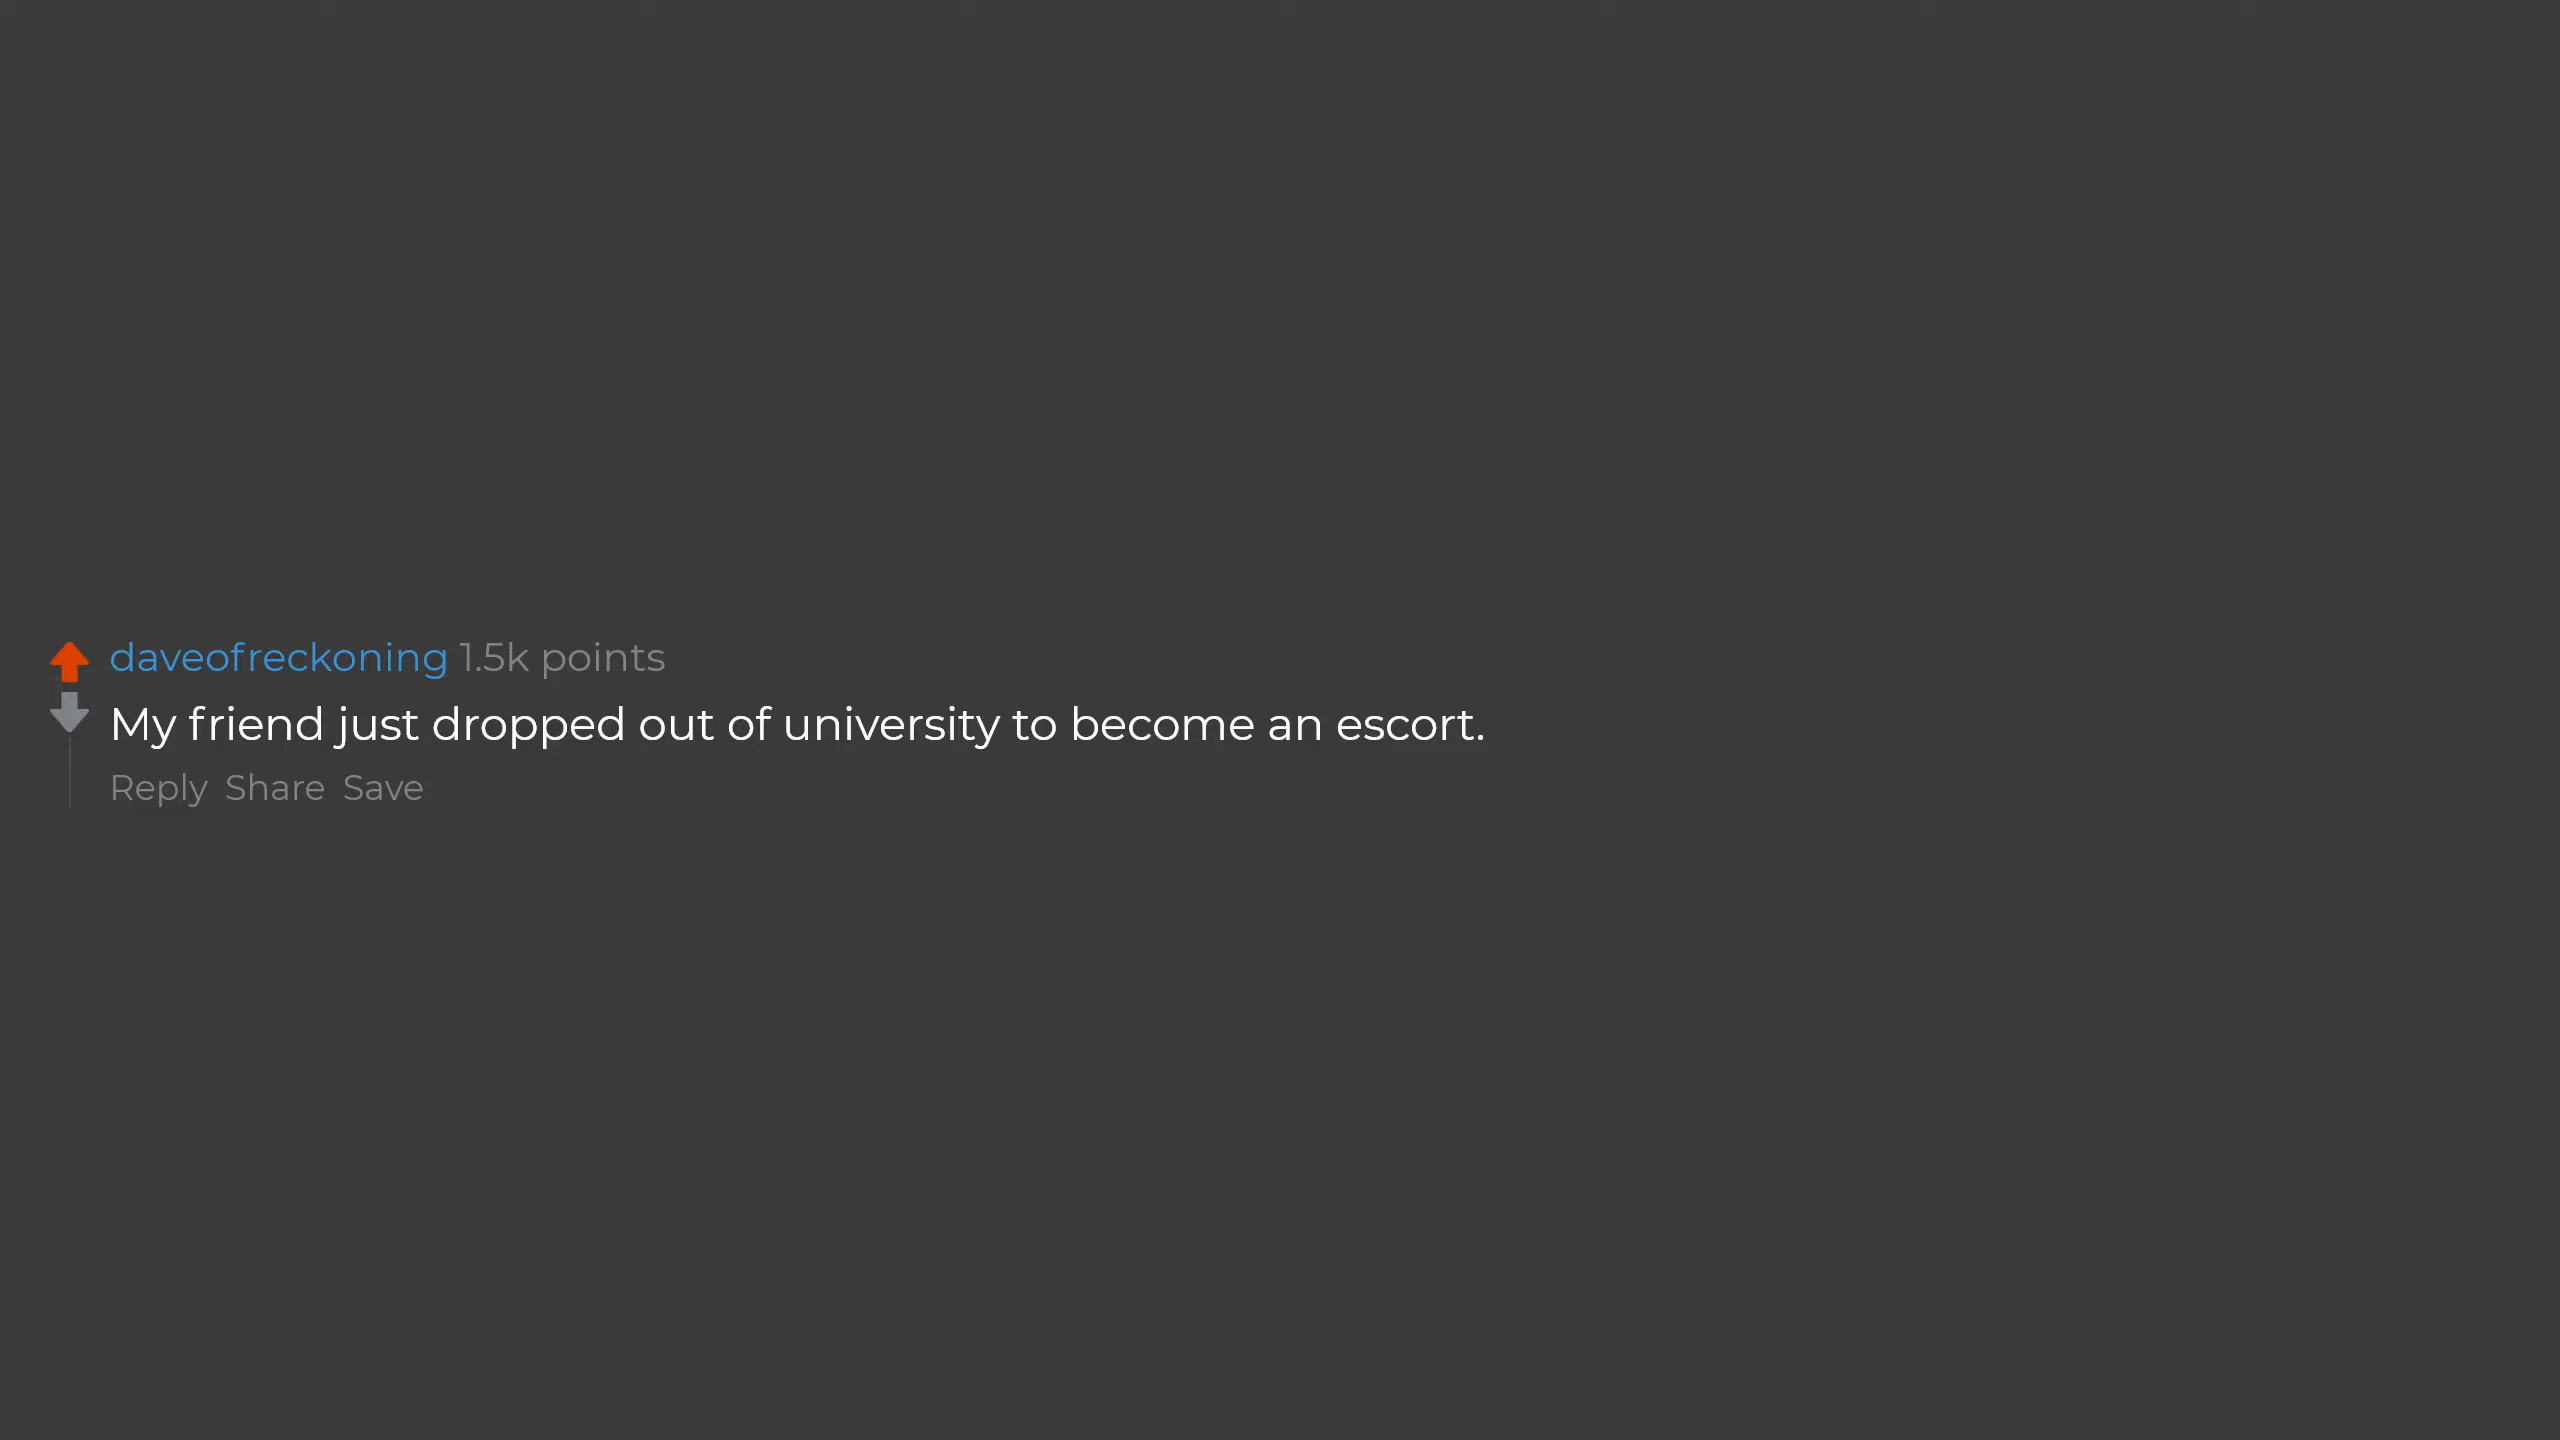 daveofreckoning 1.5k points
My friend just dropped out of university to become an escort.
Reply Share Save